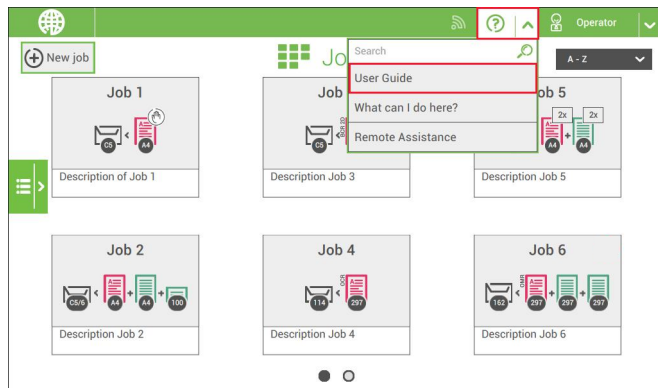 Operator
New job
Jo
Search
A - Z
User Guide
What can I do here?
Remote Assistance
Job 1
C5
A4
Description of Job 1
Job
BCR 2D
C5
Description Job 3
ob 5
2x
2x
A4
A4
Description Job 5
Job 2
C5/6
A4
A4
100
Description Job 2
Job 4
OCR
114
297
Description Job 4
Job 6
OMR
162
297
297
297
Description Job 6